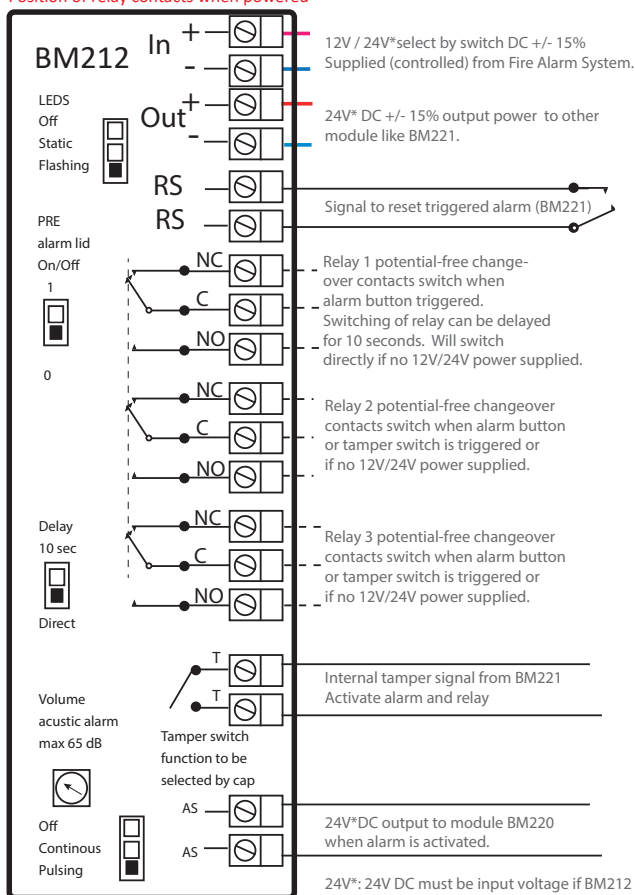 Position of relay contacts when powered
BM212
In
+
-
12V / 24V*select by switch DC +/- 15%
Supplied (controlled) from Fire Alarm System.
LEDS
Off
Static
Flashing
Out
+
-
24V* DC +/- 15% output power to other
module like BM221.
RS
RS
Signal to reset triggered alarm (BM221)
PRE
alarm lid
On/Off
1
0
NC
C
NO
Relay 1 potential-free change-
over contacts switch when
alarm button triggered.
Switching of relay can be delayed
for 10 seconds. Will switch
directly if no 12V/24V power supplied.
NC
C
NO
Relay 2 potential-free changeover
contacts switch when alarm button
or tamper switch is triggered or
if no 12V/24V power supplied.
Delay
10 sec
Direct
NC
C
NO
Relay 3 potential-free changeover
contacts switch when alarm button
or tamper switch is triggered or
if no 12V/24V power supplied.
T
T
Internal tamper signal from BM221
Activate alarm and relay
Tamper switch
function to be
selected by cap
Volume
acustic alarm
max 65 dB
Off
Continous
Pulsing
AS
AS
24V*DC output to module BM220
when alarm is activated.
24V*: 24V DC must be input voltage if BM212